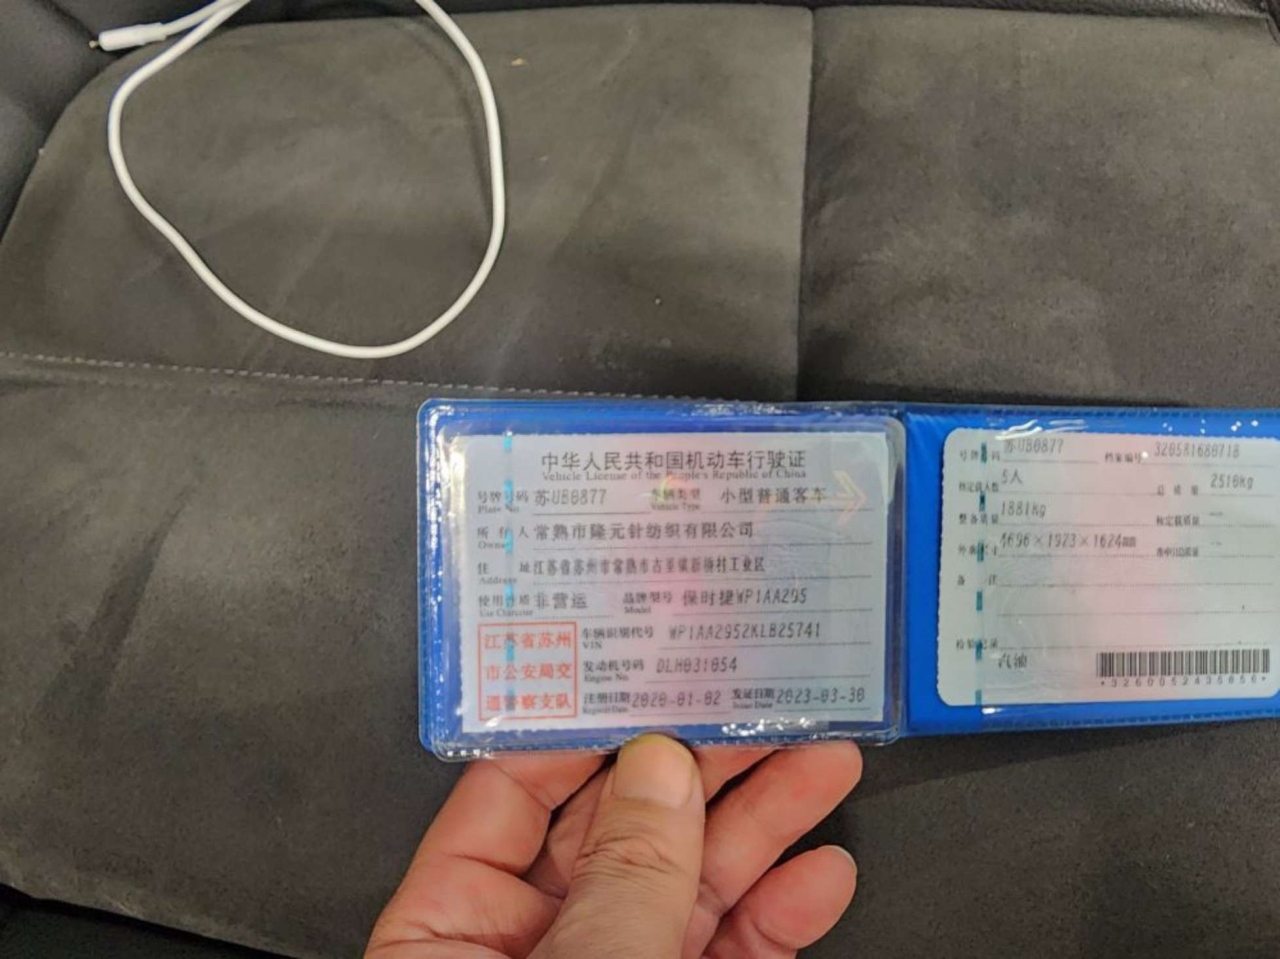 中华人民共和国机动车行驶证
Vehicle License of the People's Republic of China
号牌号码 苏UB0877 车辆类型 小型普通客车
Plate No. Vehicle Type
所有人 常熟市隆元针纺织有限公司
Owner
住址 江苏省苏州市常熟市古里镇新桥村工业区
Address
使用性质 非营运 品牌型号 保时捷WP1AA295
Use Character Model
江苏省苏州
市公安局交
通警察支队
车辆识别代号 WP1AA2952KLB25741
VIN
发动机号码 DLH031054
Engine No.
注册日期 2020-01-02 发证日期 2023-03-30
Register Date Issue Date
号牌号码 苏UB0877 档案编号 320581680718
核定载人数 5人 总质量 2510kg
整备质量 1881kg 核定载质量
外廓尺寸 4696×1923×1624mm 准牵引总质量
备注
检验记录
汽油
*3260052435856*